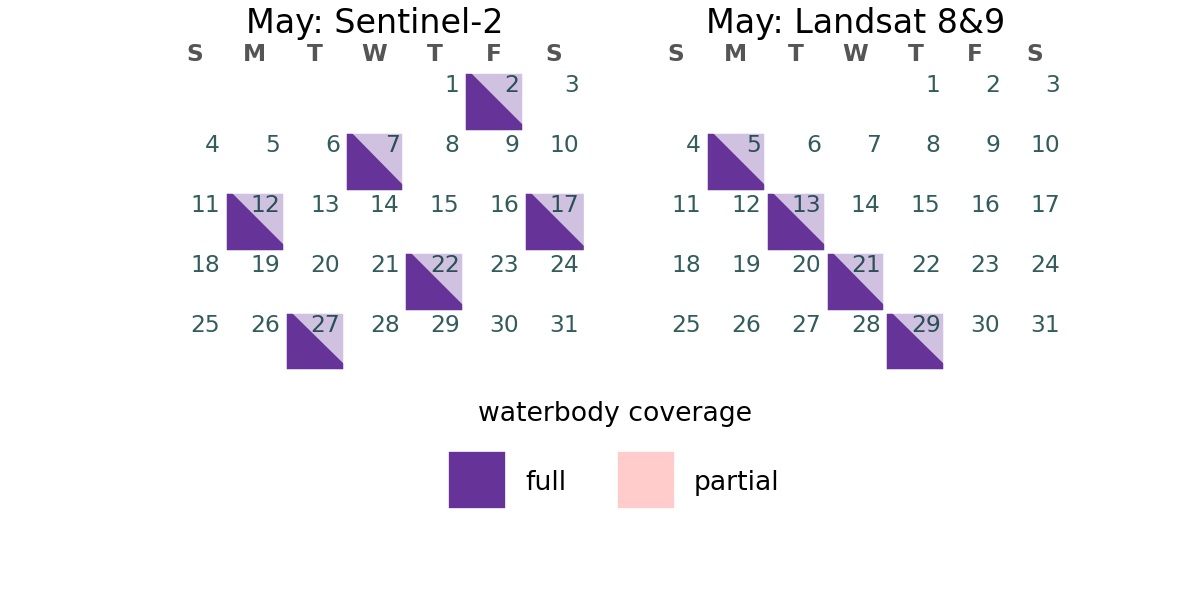 May: Sentinel-2
S M T W T F S
1 2 3
4 5 6 7 8 9 10
11 12 13 14 15 16 17
18 19 20 21 22 23 24
25 26 27 28 29 30 31
May: Landsat 8&9
S M T W T F S
1 2 3
4 5 6 7 8 9 10
11 12 13 14 15 16 17
18 19 20 21 22 23 24
25 26 27 28 29 30 31
waterbody coverage
full partial